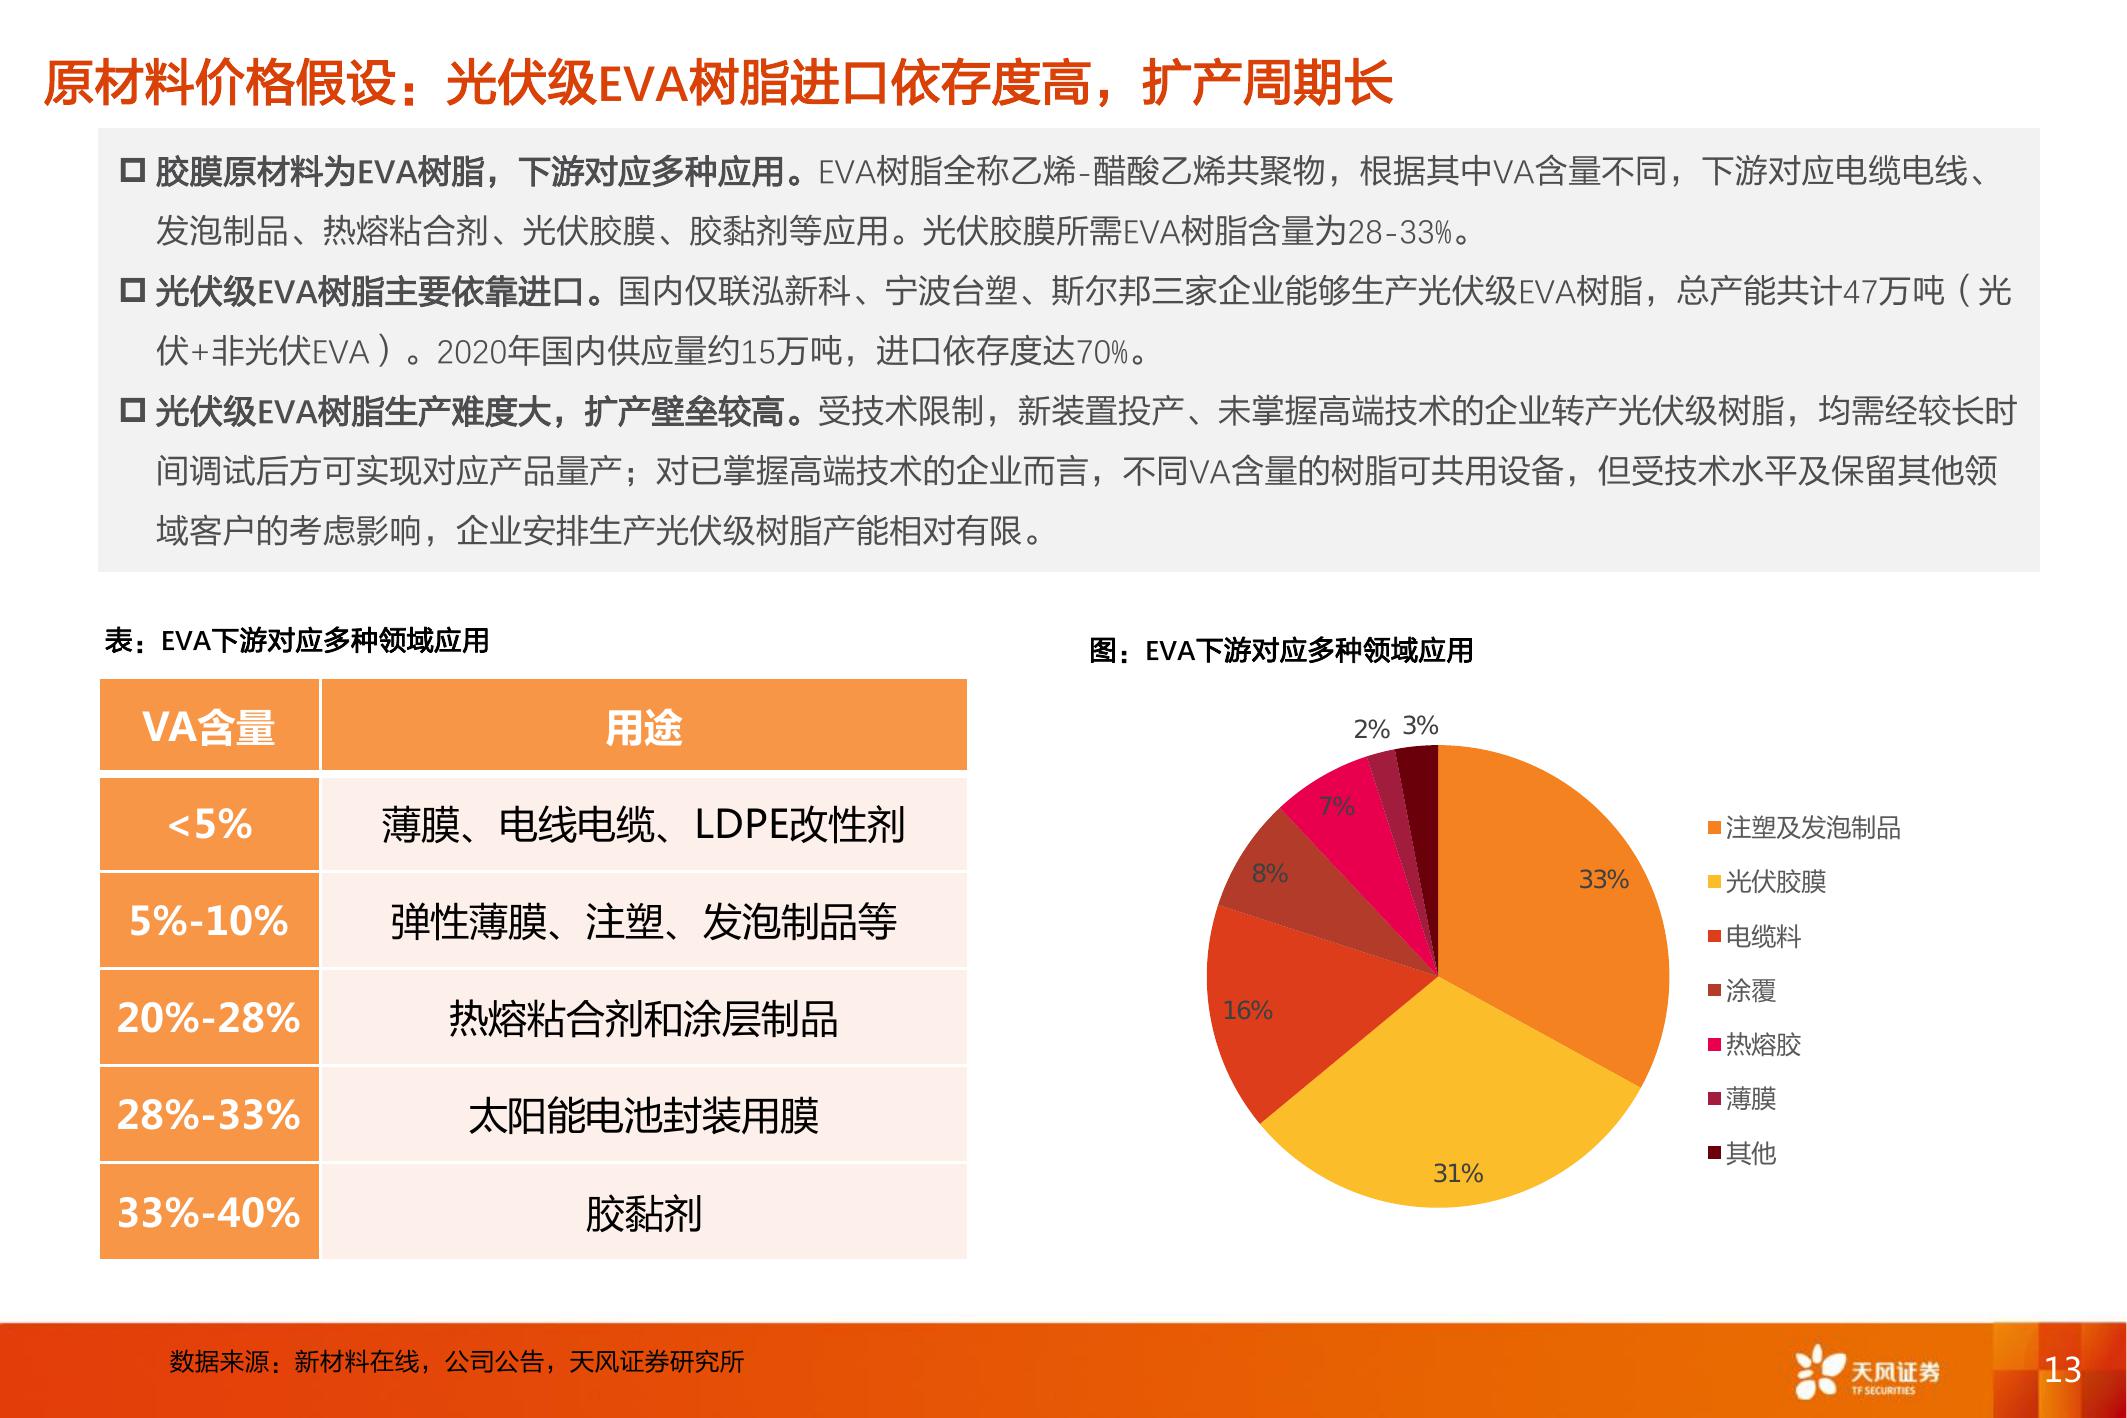 原材料价格假设：光伏级EVA树脂进口依存度高，扩产周期长
胶膜原材料为EVA树脂，下游对应多种应用。EVA树脂全称乙烯-醋酸乙烯共聚物，根据其中VA含量不同，下游对应电缆电线、
发泡制品、热熔粘合剂、光伏胶膜、胶黏剂等应用。光伏胶膜所需EVA树脂含量为28-33%。
光伏级EVA树脂主要依靠进口。国内仅联泓新科、宁波台塑、斯尔邦三家企业能够生产光伏级EVA树脂，总产能共计47万吨（光
伏+非光伏EVA）。2020年国内供应量约15万吨，进口依存度达70%。
光伏级EVA树脂生产难度大，扩产壁垒较高。受技术限制，新装置投产、未掌握高端技术的企业转产光伏级树脂，均需经较长时
间调试后方可实现对应产品量产；对已掌握高端技术的企业而言，不同VA含量的树脂可共用设备，但受技术水平及保留其他领
域客户的考虑影响，企业安排生产光伏级树脂产能相对有限。
表：EVA下游对应多种领域应用
VA含量 用途
<5% 薄膜、电线电缆、LDPE改性剂
5%-10% 弹性薄膜、注塑、发泡制品等
20%-28% 热熔粘合剂和涂层制品
28%-33% 太阳能电池封装用膜
33%-40% 胶黏剂
图：EVA下游对应多种领域应用
2% 3%
7%
8%
33%
16%
31%
注塑及发泡制品
光伏胶膜
电缆料
涂覆
热熔胶
薄膜
其他
数据来源：新材料在线，公司公告，天风证券研究所
天风证券
TF SECURITIES
13